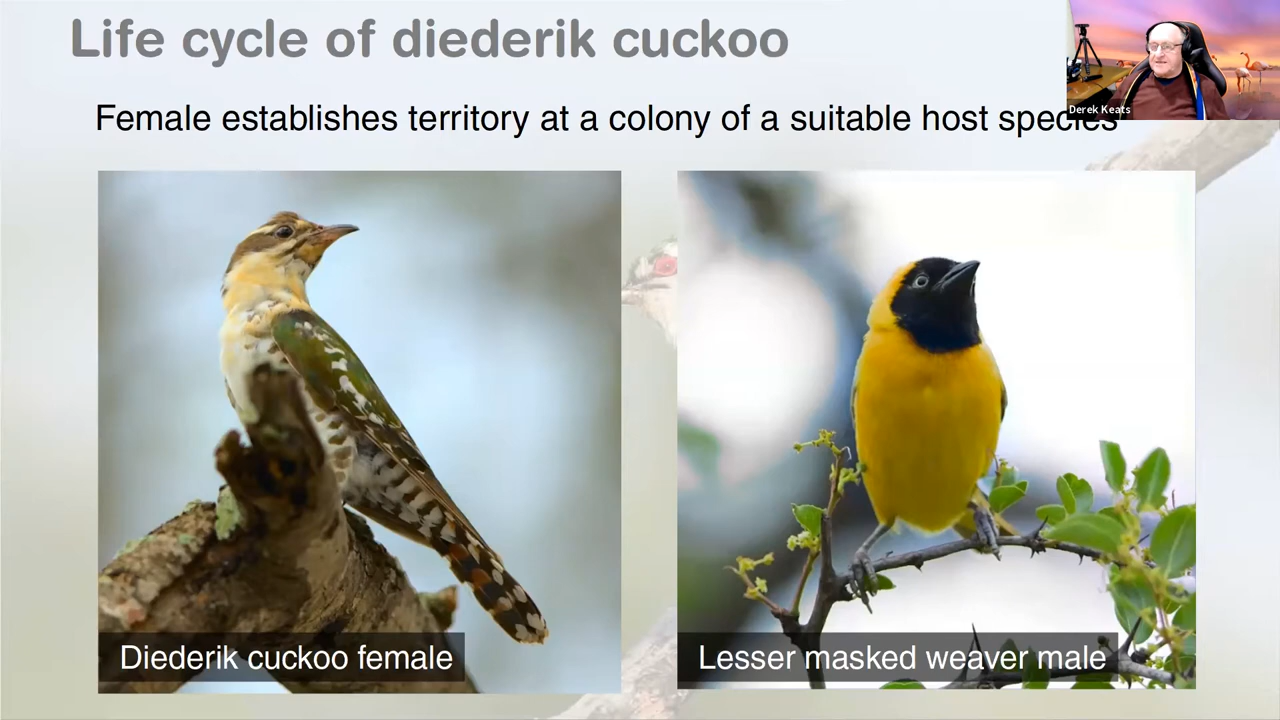 Life cycle of diederik cuckoo
Derek Keats
Female establishes territory at a colony of a suitable host species
Diederik cuckoo female
Lesser masked weaver male